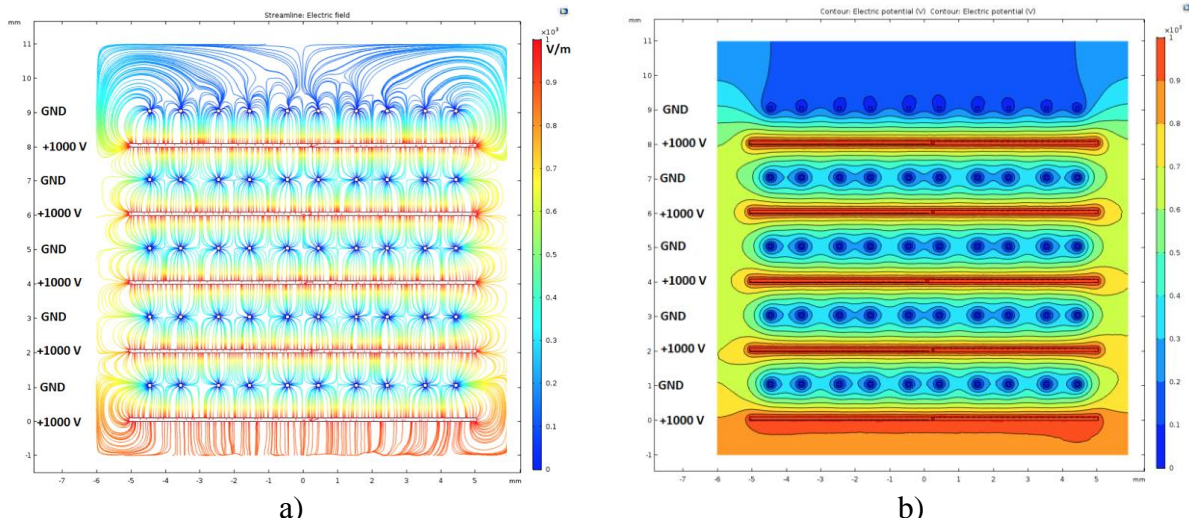 Streamline: Electric field
mm
11
10
9
8
7
6
5
4
3
2
1
0
-1
GND
+1000 V
GND
+1000 V
GND
+1000 V
GND
+1000 V
GND
+1000 V
-7 -6 -5 -4 -3 -2 -1 0 1 2 3 4 5 mm
×10³
V/m
1
0.9
0.8
0.7
0.6
0.5
0.4
0.3
0.2
0.1
0
a)
Contour: Electric potential (V) Contour: Electric potential (V)
mm
11
10
9
8
7
6
5
4
3
2
1
0
-1
GND
+1000 V
GND
+1000 V
GND
+1000 V
GND
+1000 V
GND
+1000 V
-7 -6 -5 -4 -3 -2 -1 0 1 2 3 4 5 mm
×10³
1
0.9
0.8
0.7
0.6
0.5
0.4
0.3
0.2
0.1
0
b)